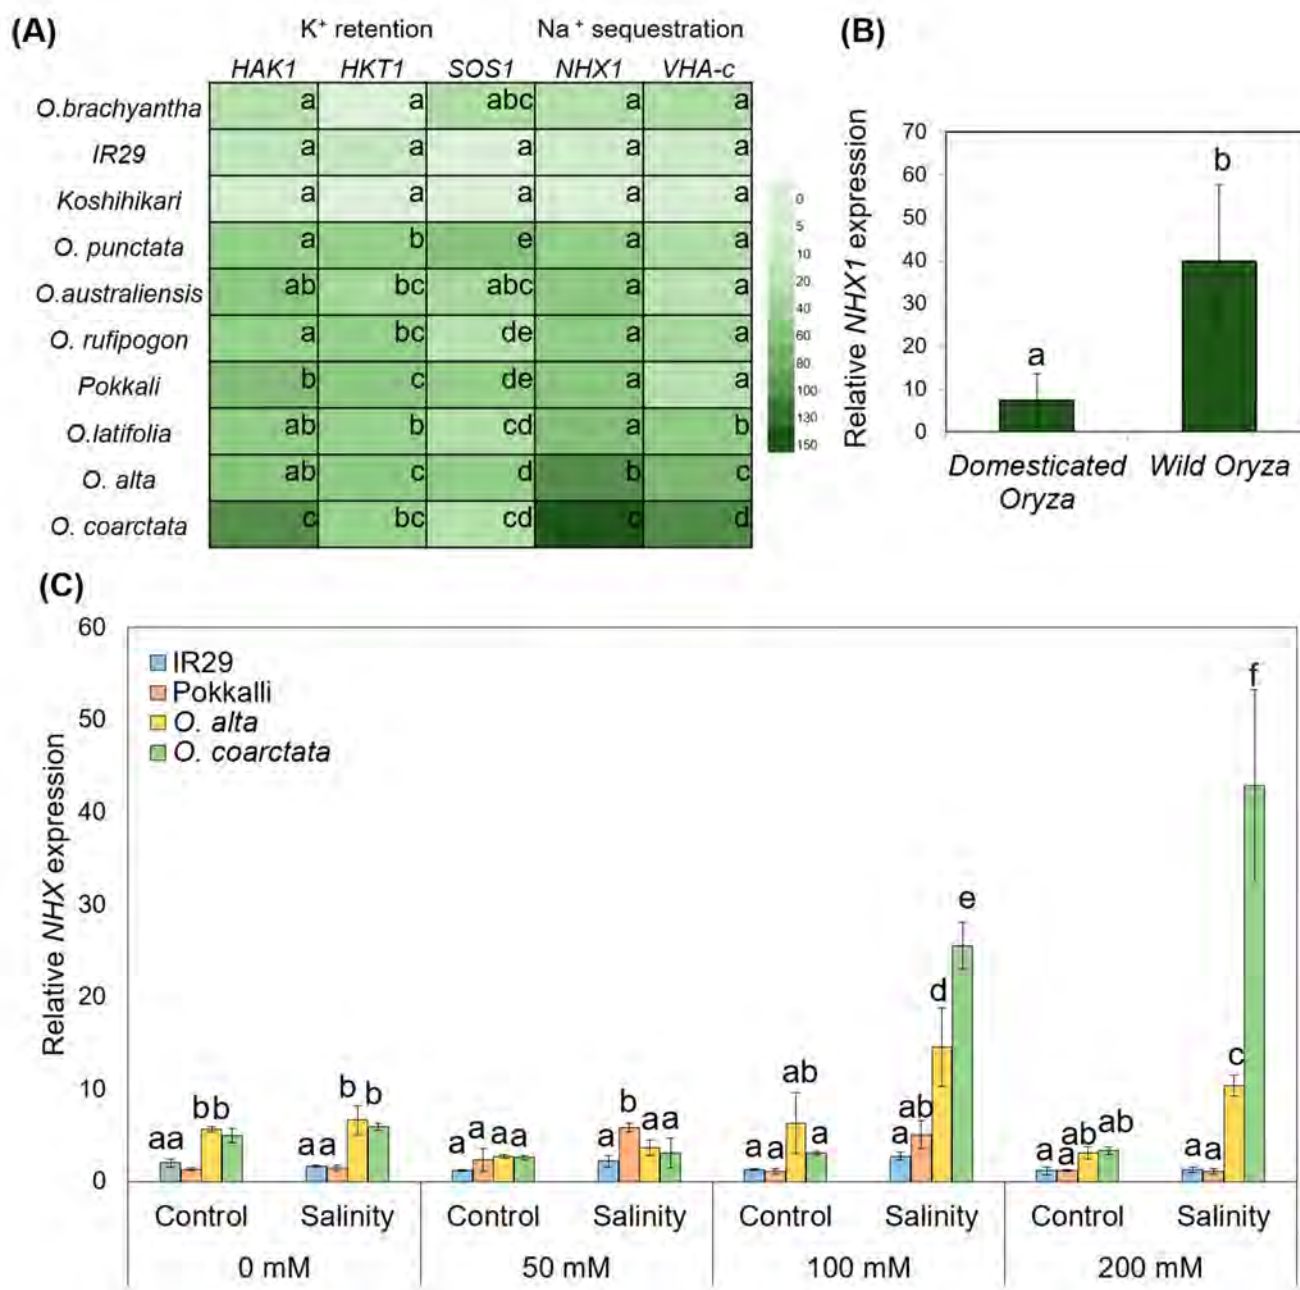 (A)
K⁺ retention Na⁺ sequestration
HAK1 HKT1 SOS1 NHX1 VHA-c
O.brachyantha a a abc a a
IR29 a a a a a
Koshihikari a a a a a
O. punctata a b e a a
O.australiensis ab bc abc a a
O. rufipogon a bc de a a
Pokkali b c de a a
O.latifolia ab b cd a b
O. alta ab c d b c
O. coarctata c bc cd c d
0
5
10
20
40
60
80
100
130
150
(B)
Relative NHX1 expression
70
60
50
40
30
20
10
0
a
b
Domesticated Oryza
Wild Oryza
(C)
Relative NHX expression
60
50
40
30
20
10
0
IR29
Pokkalli
O. alta
O. coarctata
a a b b a a b b a a a a a b a a a a ab a a ab d e a a ab ab a a c f
Control Salinity Control Salinity Control Salinity Control Salinity
0 mM 50 mM 100 mM 200 mM